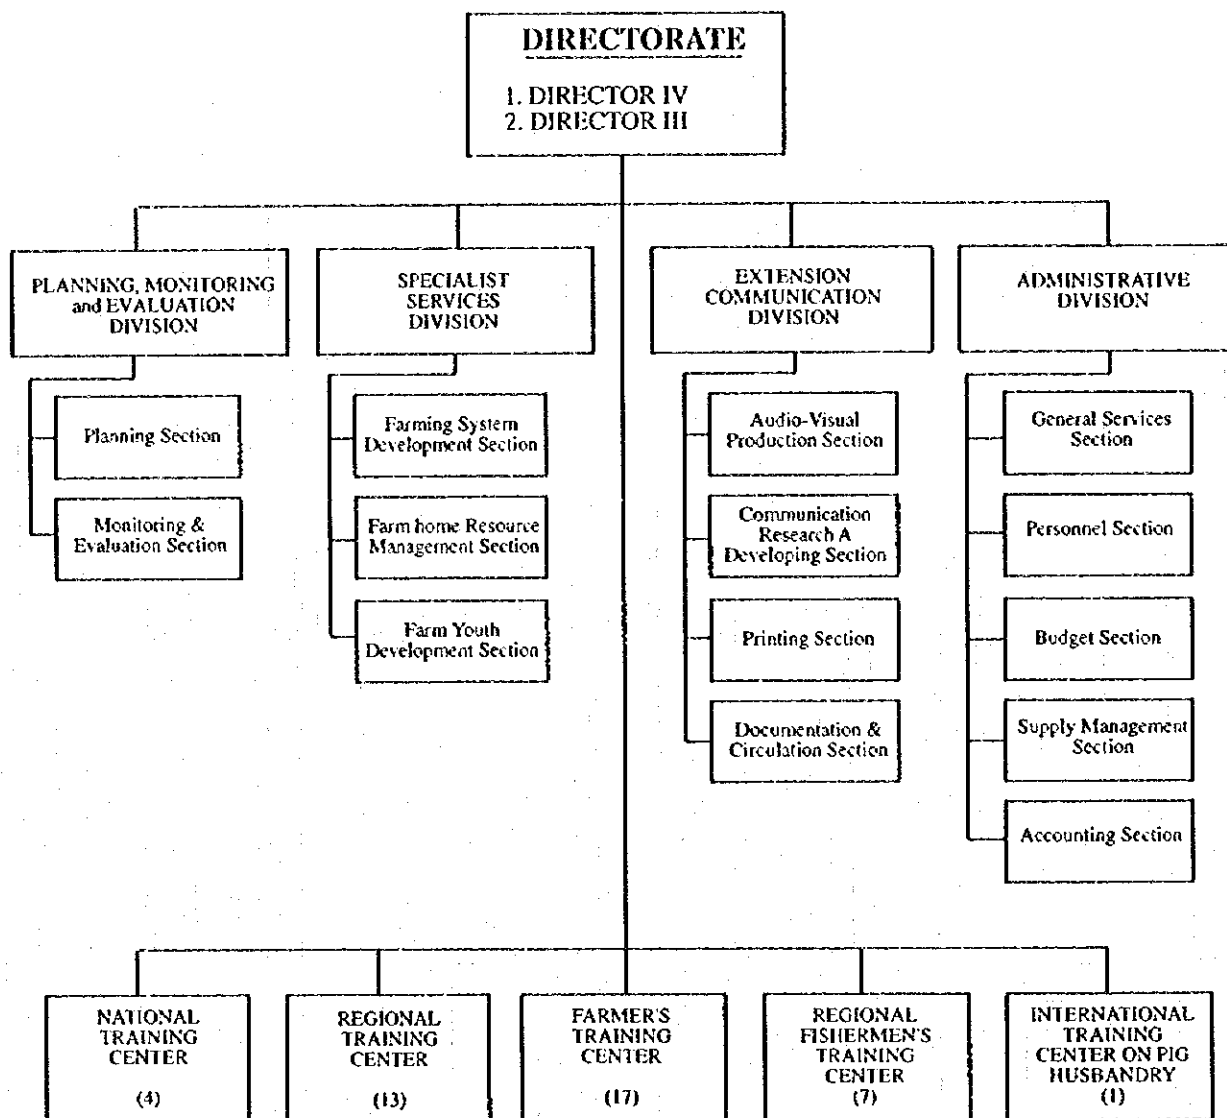 DIRECTORATE
1. DIRECTOR IV
2. DIRECTOR III
PLANNING, MONITORING
and EVALUATION
DIVISION
Planning Section
Monitoring &
Evaluation Section
SPECIALIST
SERVICES
DIVISION
Farming System
Development Section
Farm home Resource
Management Section
Farm Youth
Development Section
EXTENSION
COMMUNICATION
DIVISION
Audio-Visual
Production Section
Communication
Research A
Developing Section
Printing Section
Documentation &
Circulation Section
ADMINISTRATIVE
DIVISION
General Services
Section
Personnel Section
Budget Section
Supply Management
Section
Accounting Section
NATIONAL
TRAINING
CENTER
(4)
REGIONAL
TRAINING
CENTER
(13)
FARMER'S
TRAINING
CENTER
(17)
REGIONAL
FISHERMEN'S
TRAINING
CENTER
(7)
INTERNATIONAL
TRAINING
CENTER ON PIG
HUSBANDRY
(1)